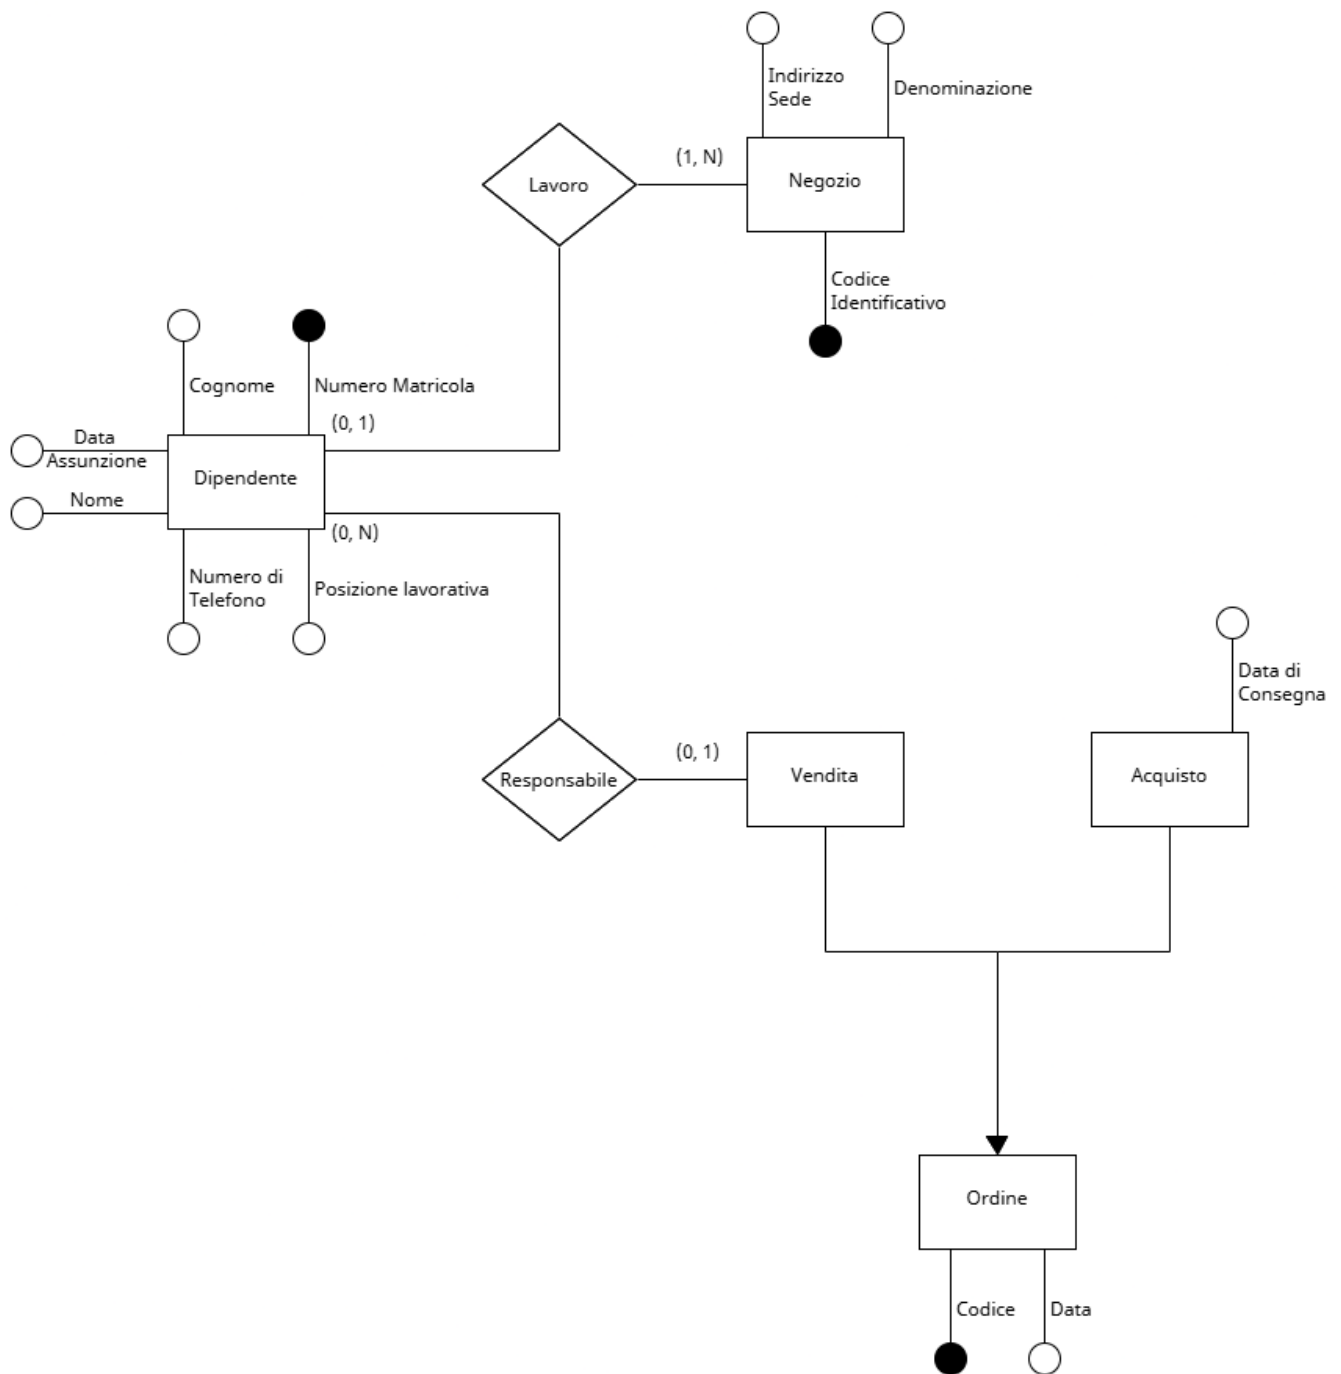 Indirizzo
Sede
Denominazione
(1, N)
Lavoro
Negozio
Codice
Identificativo
Cognome
Numero Matricola
(0, 1)
Data
Assunzione
Dipendente
Nome
(0, N)
Numero di
Telefono
Posizione lavorativa
Data di
Consegna
(0, 1)
Responsabile
Vendita
Acquisto
Ordine
Codice
Data